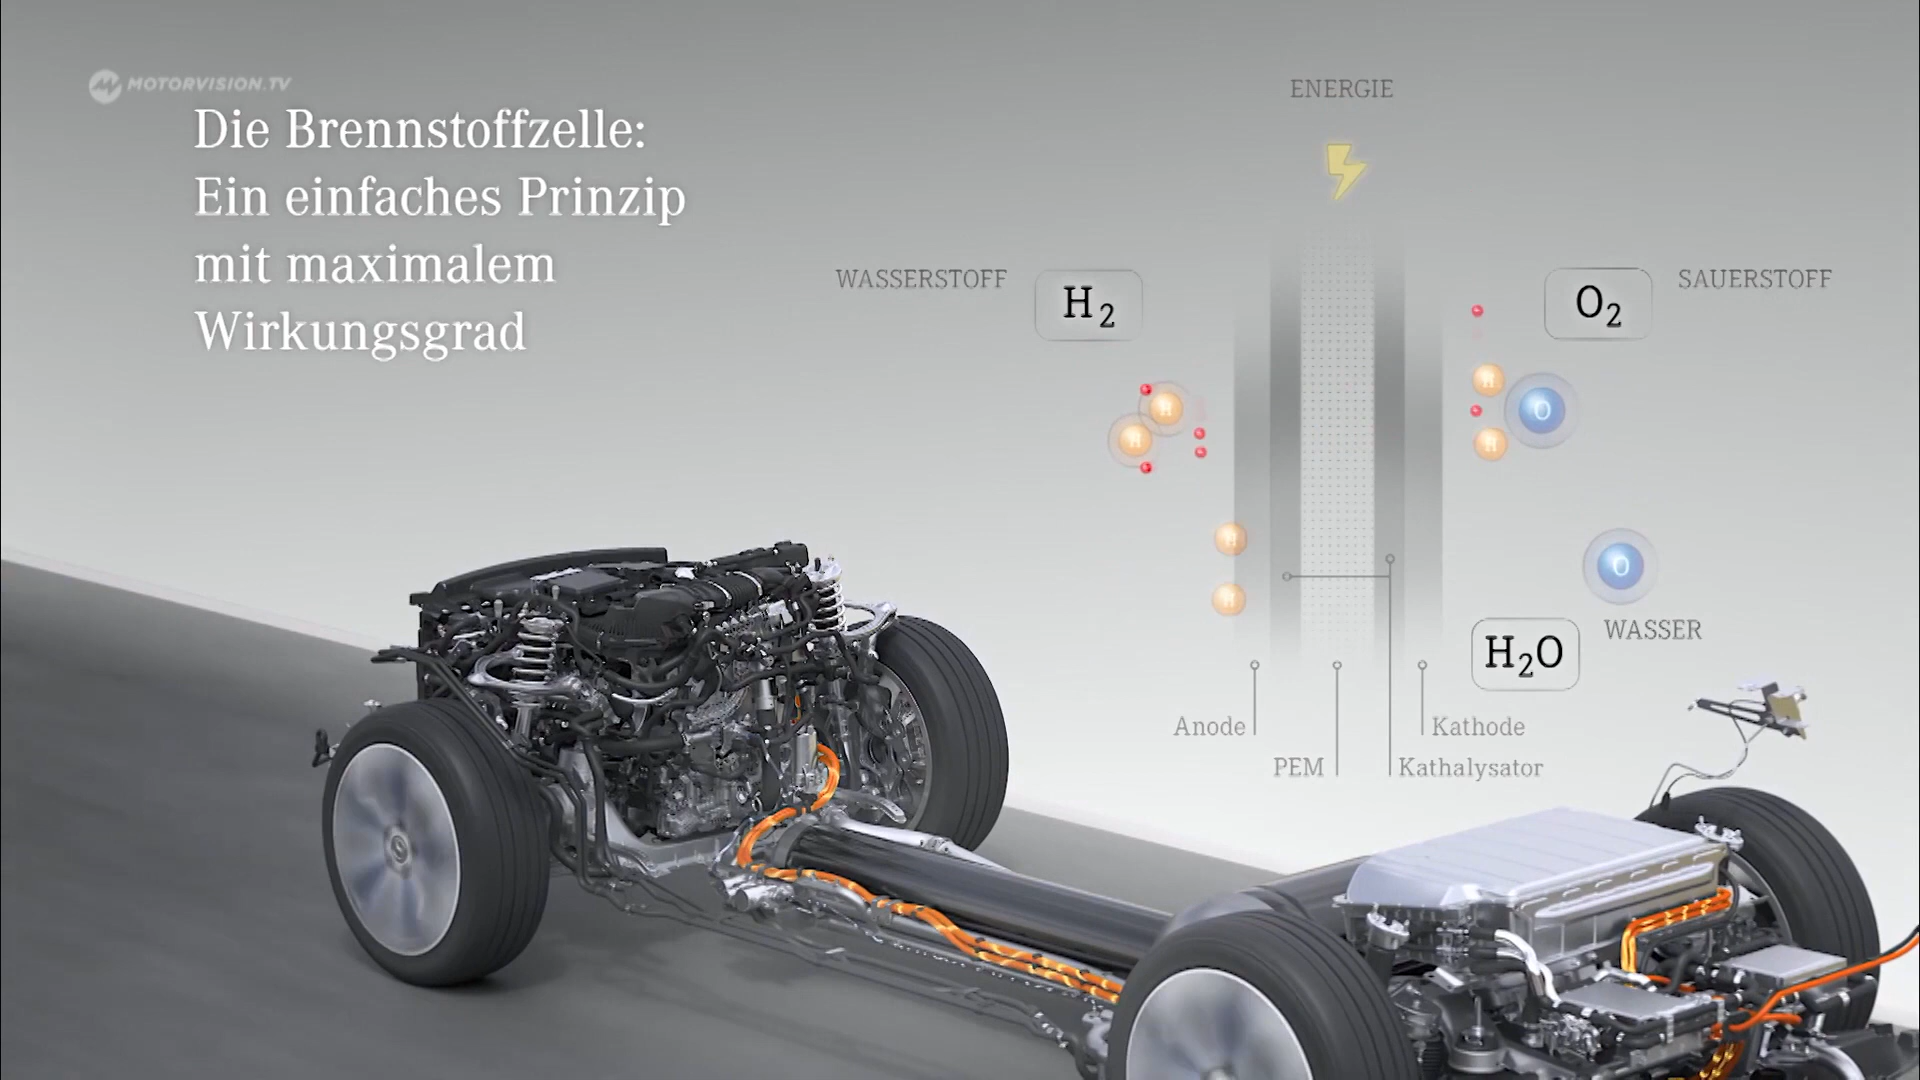 MOTORVISION.TV
Die Brennstoffzelle:
Ein einfaches Prinzip
mit maximalem
Wirkungsgrad
ENERGIE
WASSERSTOFF
H₂
O₂
SAUERSTOFF
H
H
H
H
O
H
H
O
H₂O
WASSER
Anode
Kathode
PEM
Kathalysator